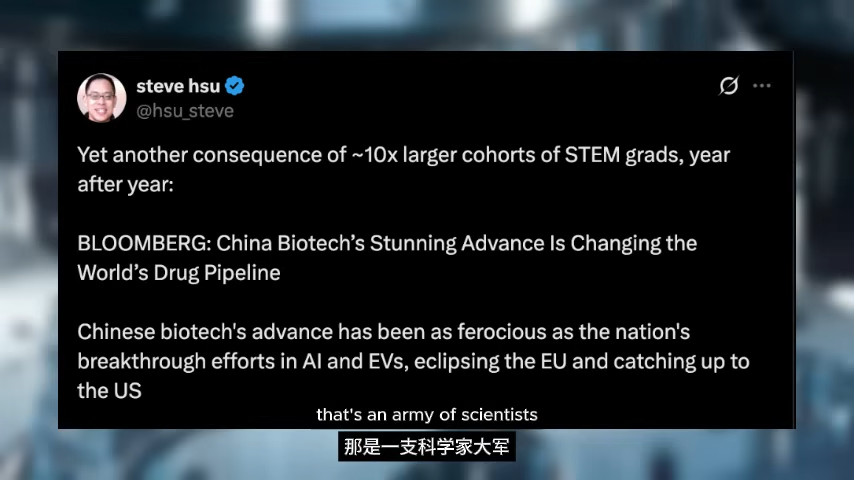 steve hsu
@hsu_steve
Yet another consequence of ~10x larger cohorts of STEM grads, year
after year:
BLOOMBERG: China Biotech’s Stunning Advance Is Changing the
World’s Drug Pipeline
Chinese biotech's advance has been as ferocious as the nation's
breakthrough efforts in AI and EVs, eclipsing the EU and catching up to
the US
that's an army of scientists
那是一支科学家大军